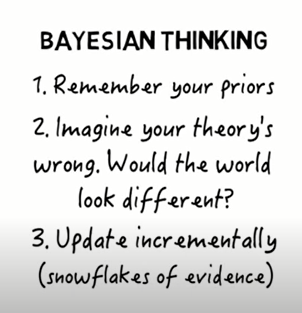 BAYESIAN THINKING
1. Remember your priors
2. Imagine your theory's
wrong. Would the world
look different?
3. Update incrementally
(snowflakes of evidence)